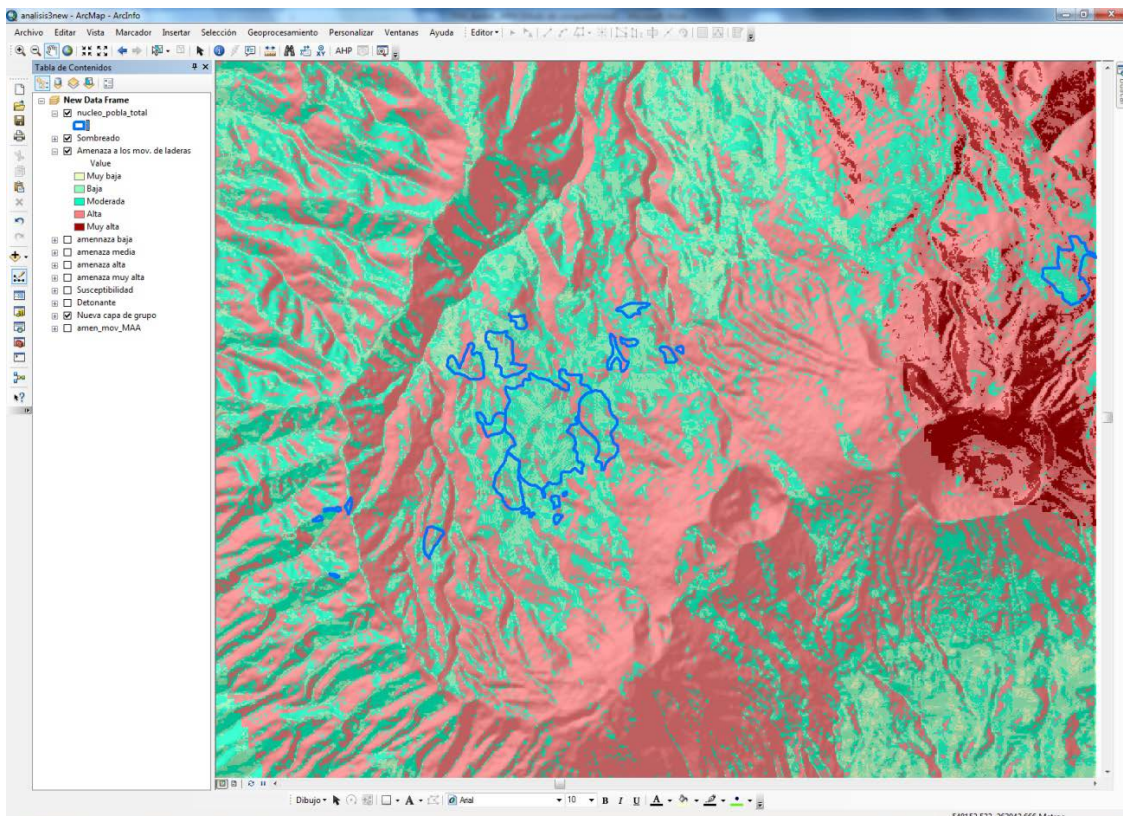 analisis3new - ArcMap - ArcInfo
Archivo Editar Vista Marcador Insertar Selección Geoprocesamiento Personalizar Ventanas Ayuda Editor
AHP
Tabla de Contenidos
New Data Frame
nucleo_pobla_total
Sombreado
Amenaza a los mov. de laderas
Value
Muy baja
Baja
Moderada
Alta
Muy alta
amennaza baja
amenaza media
amenaza alta
amenaza muy alta
Susceptibilidad
Detonante
Nueva capa de grupo
amen_mov_MAA
Dibujo A Arial 10 B I U A